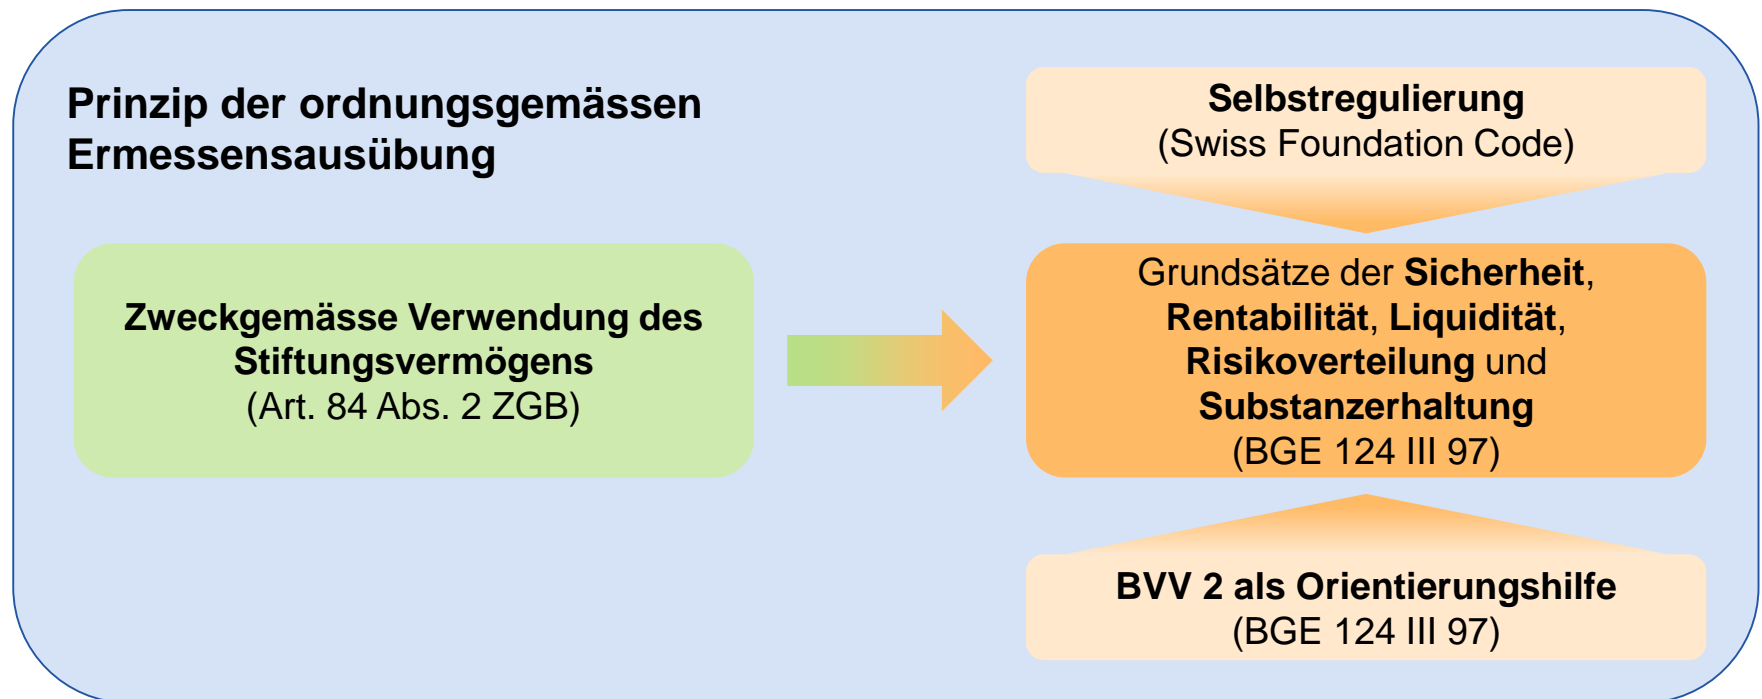 Prinzip der ordnungsgemässen
Ermessensausübung
Zweckgemässe Verwendung des
Stiftungsvermögens
(Art. 84 Abs. 2 ZGB)
Selbstregulierung
(Swiss Foundation Code)
Grundsätze der Sicherheit,
Rentabilität, Liquidität,
Risikoverteilung und
Substanzerhaltung
(BGE 124 III 97)
BVV 2 als Orientierungshilfe
(BGE 124 III 97)